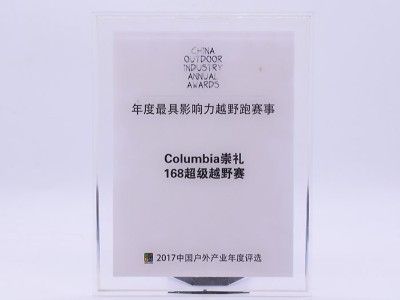 CHINA
OUTDOOR
INDUSTRY
ANNUAL
AWARDS
年度最具影响力越野跑赛事
Columbia崇礼
168超级越野赛
2017中国户外产业年度评选